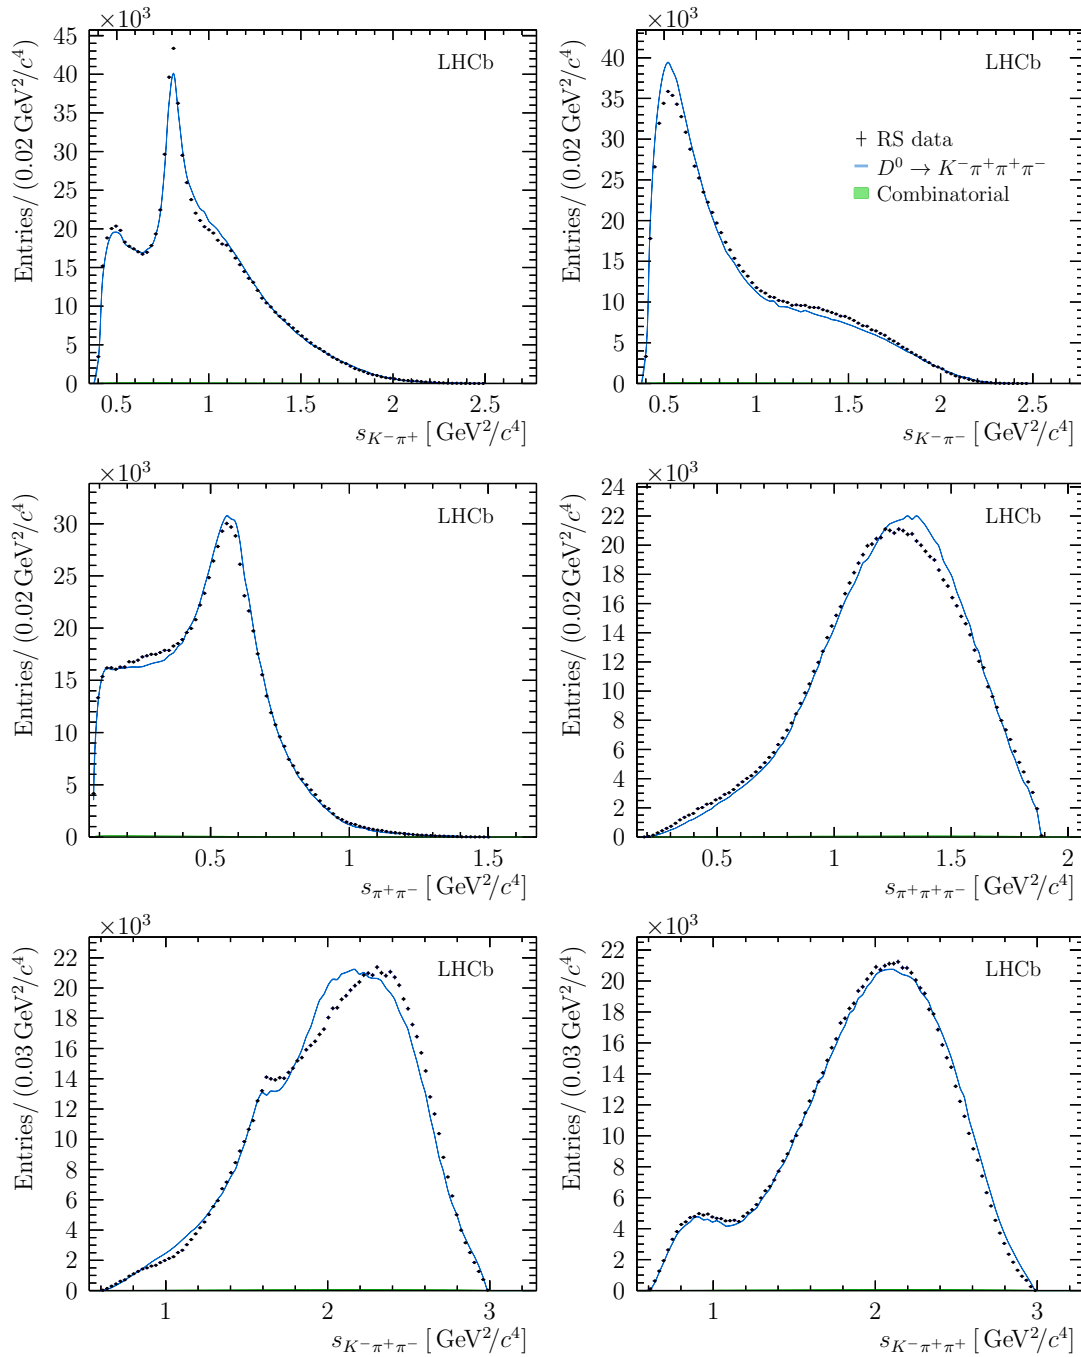 ×10³
Entries/ (0.02 GeV²/c⁴)
45
40
35
30
25
20
15
10
5
0
LHCb
0.5 1 1.5 2 2.5
s_{K⁻π⁺} [ GeV²/c⁴]
×10³
Entries/ (0.02 GeV²/c⁴)
40
35
30
25
20
15
10
5
0
LHCb
RS data
D⁰ → K⁻π⁺π⁺π⁻
Combinatorial
0.5 1 1.5 2 2.5
s_{K⁻π⁻} [ GeV²/c⁴]
×10³
Entries/ (0.02 GeV²/c⁴)
30
25
20
15
10
5
0
LHCb
0.5 1 1.5
s_{π⁺π⁻} [ GeV²/c⁴]
×10³
Entries/ (0.02 GeV²/c⁴)
24
22
20
18
16
14
12
10
8
6
4
2
0
LHCb
0.5 1 1.5 2
s_{π⁺π⁺π⁻} [ GeV²/c⁴]
×10³
Entries/ (0.03 GeV²/c⁴)
22
20
18
16
14
12
10
8
6
4
2
0
LHCb
1 2 3
s_{K⁻π⁺π⁻} [ GeV²/c⁴]
×10³
Entries/ (0.03 GeV²/c⁴)
22
20
18
16
14
12
10
8
6
4
2
0
LHCb
1 2 3
s_{K⁻π⁺π⁺} [ GeV²/c⁴]